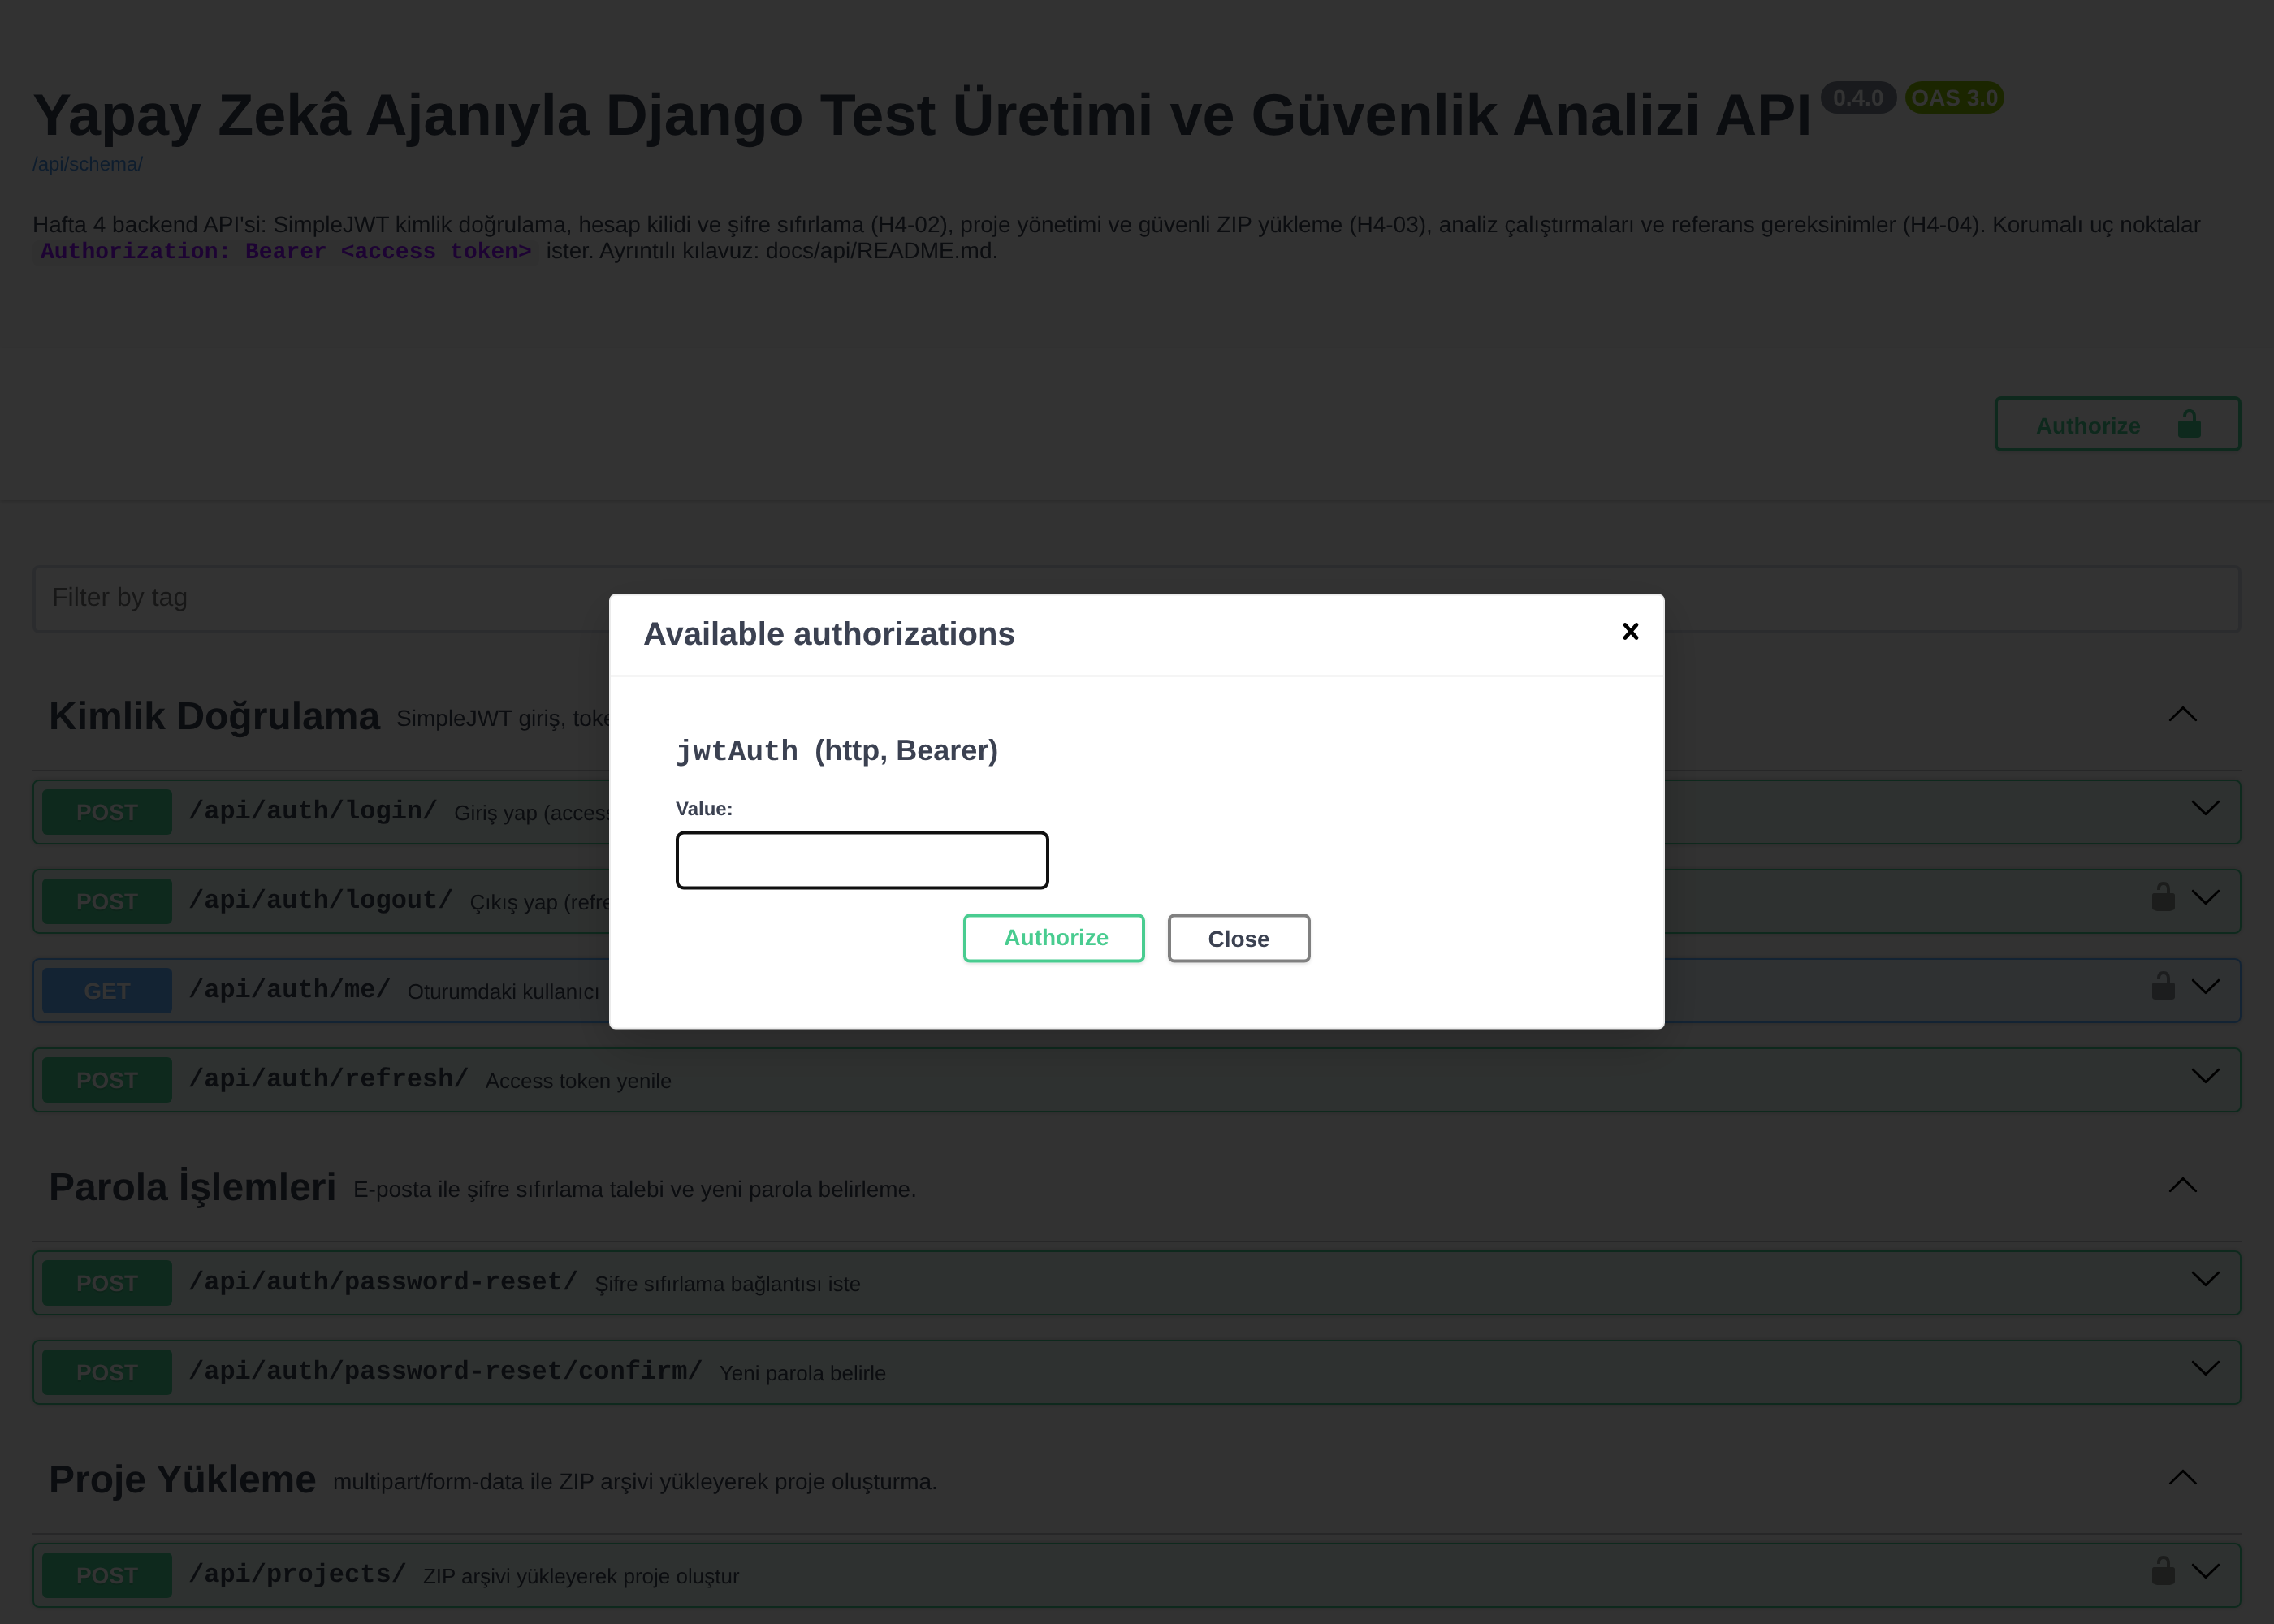 Yapay Zekâ Ajanıyla Django Test Üretimi ve Güvenlik Analizi API 0.4.0 OAS 3.0
/api/schema/
Hafta 4 backend API'si: SimpleJWT kimlik doğrulama, hesap kilidi ve şifre sıfırlama (H4-02), proje yönetimi ve güvenli ZIP yükleme (H4-03), analiz çalıştırmaları ve referans gereksinimler (H4-04). Korumalı uç noktalar
Authorization: Bearer <access token> ister. Ayrıntılı kılavuz: docs/api/README.md.
Authorize
Filter by tag
Available authorizations
Kimlik Doğrulama SimpleJWT giriş,
jwtAuth (http, Bearer)
Value:
POST /api/auth/login/ Giriş yap (access
POST /api/auth/logout/ Çıkış yap
Authorize Close
GET /api/auth/me/ Oturumdaki kullanıcı
POST /api/auth/refresh/ Access token yenile
Parola İşlemleri E-posta ile şifre sıfırlama talebi ve yeni parola belirleme.
POST /api/auth/password-reset/ Şifre sıfırlama bağlantısı iste
POST /api/auth/password-reset/confirm/ Yeni parola belirle
Proje Yükleme multipart/form-data ile ZIP arşivi yükleyerek proje oluşturma.
POST /api/projects/ ZIP arşivi yükleyerek proje oluştur